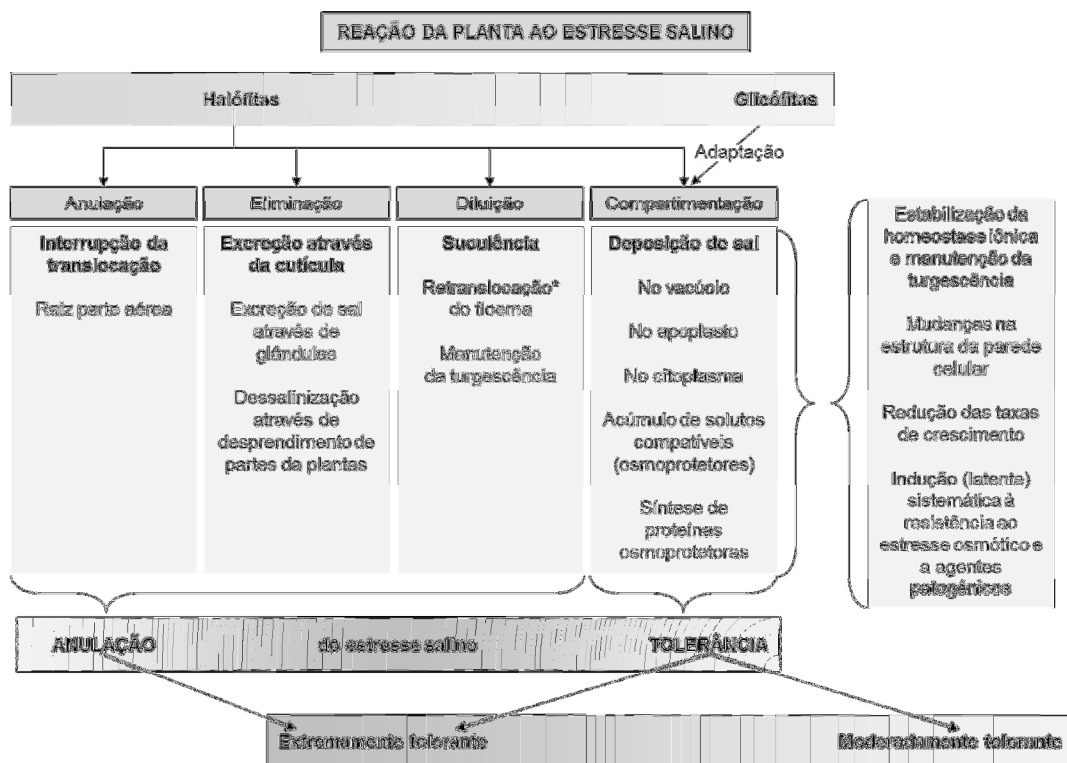 REAÇÃO DA PLANTA AO ESTRESSE SALINO
Halófitas
Glicófitas
Adaptação
Anulação
Eliminação
Diluição
Compartimentação
Interrupção da
translocação
Raiz parte aérea
Excreção através
da cutícula
Excreção de sal
através de
glândulas
Dessalinização
através de
desprendimento de
partes da plantas
Suculência
Retranslocação*
do floema
Manutenção
da turgescência
Deposição de sal
No vacúolo
No apoplasto
No citoplasma
Acúmulo de solutos
compatíveis
(osmoprotetores)
Síntese de
proteínas
osmoprotetoras
Estabilização da
homeostase iônica
e manutenção da
turgescência
Mudanças na
estrutura da parede
celular
Redução das taxas
de crescimento
Indução (latente)
sistemática à
resistência ao
estresse osmótico e
a agentes
patogénicos
ANULAÇÃO do estresse salino TOLERÂNCIA
Extremamente tolerante
Moderadamente tolerante